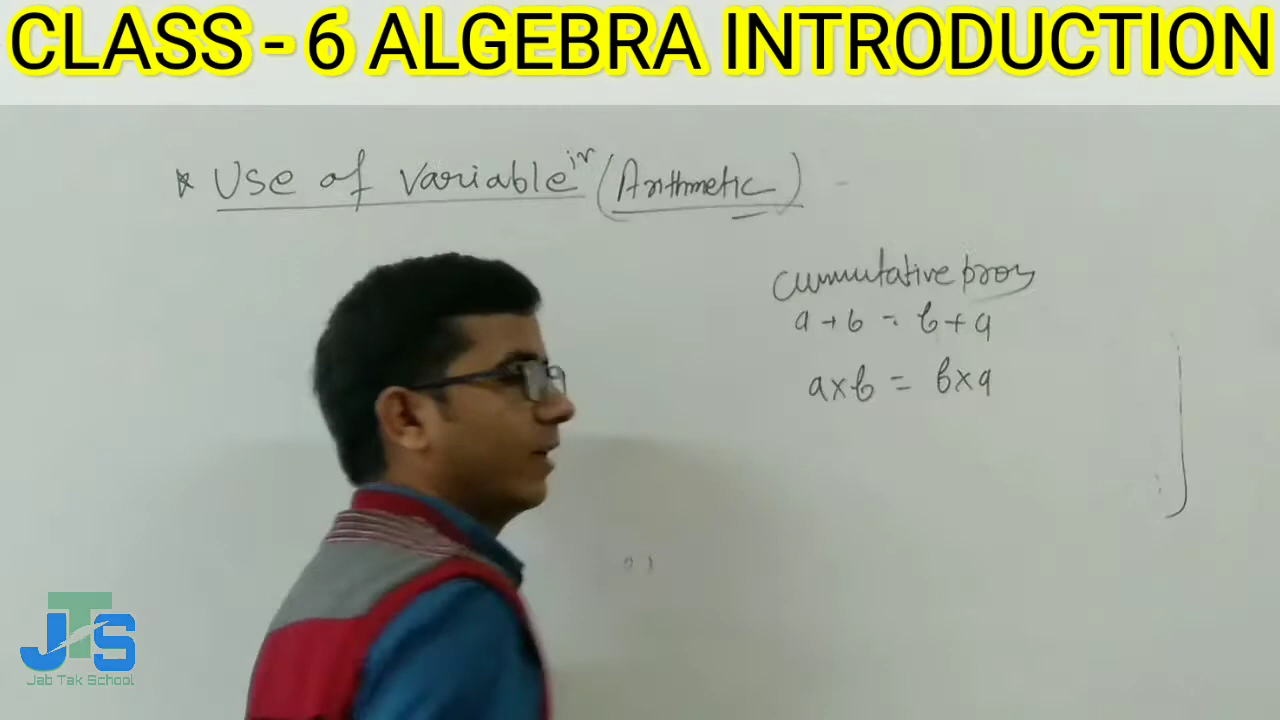 CLASS - 6 ALGEBRA INTRODUCTION
* Use of variable in (Arithmetic)
cummutative prop
a + b = b + a
a x b = b x a
JTS
Jab Tak School